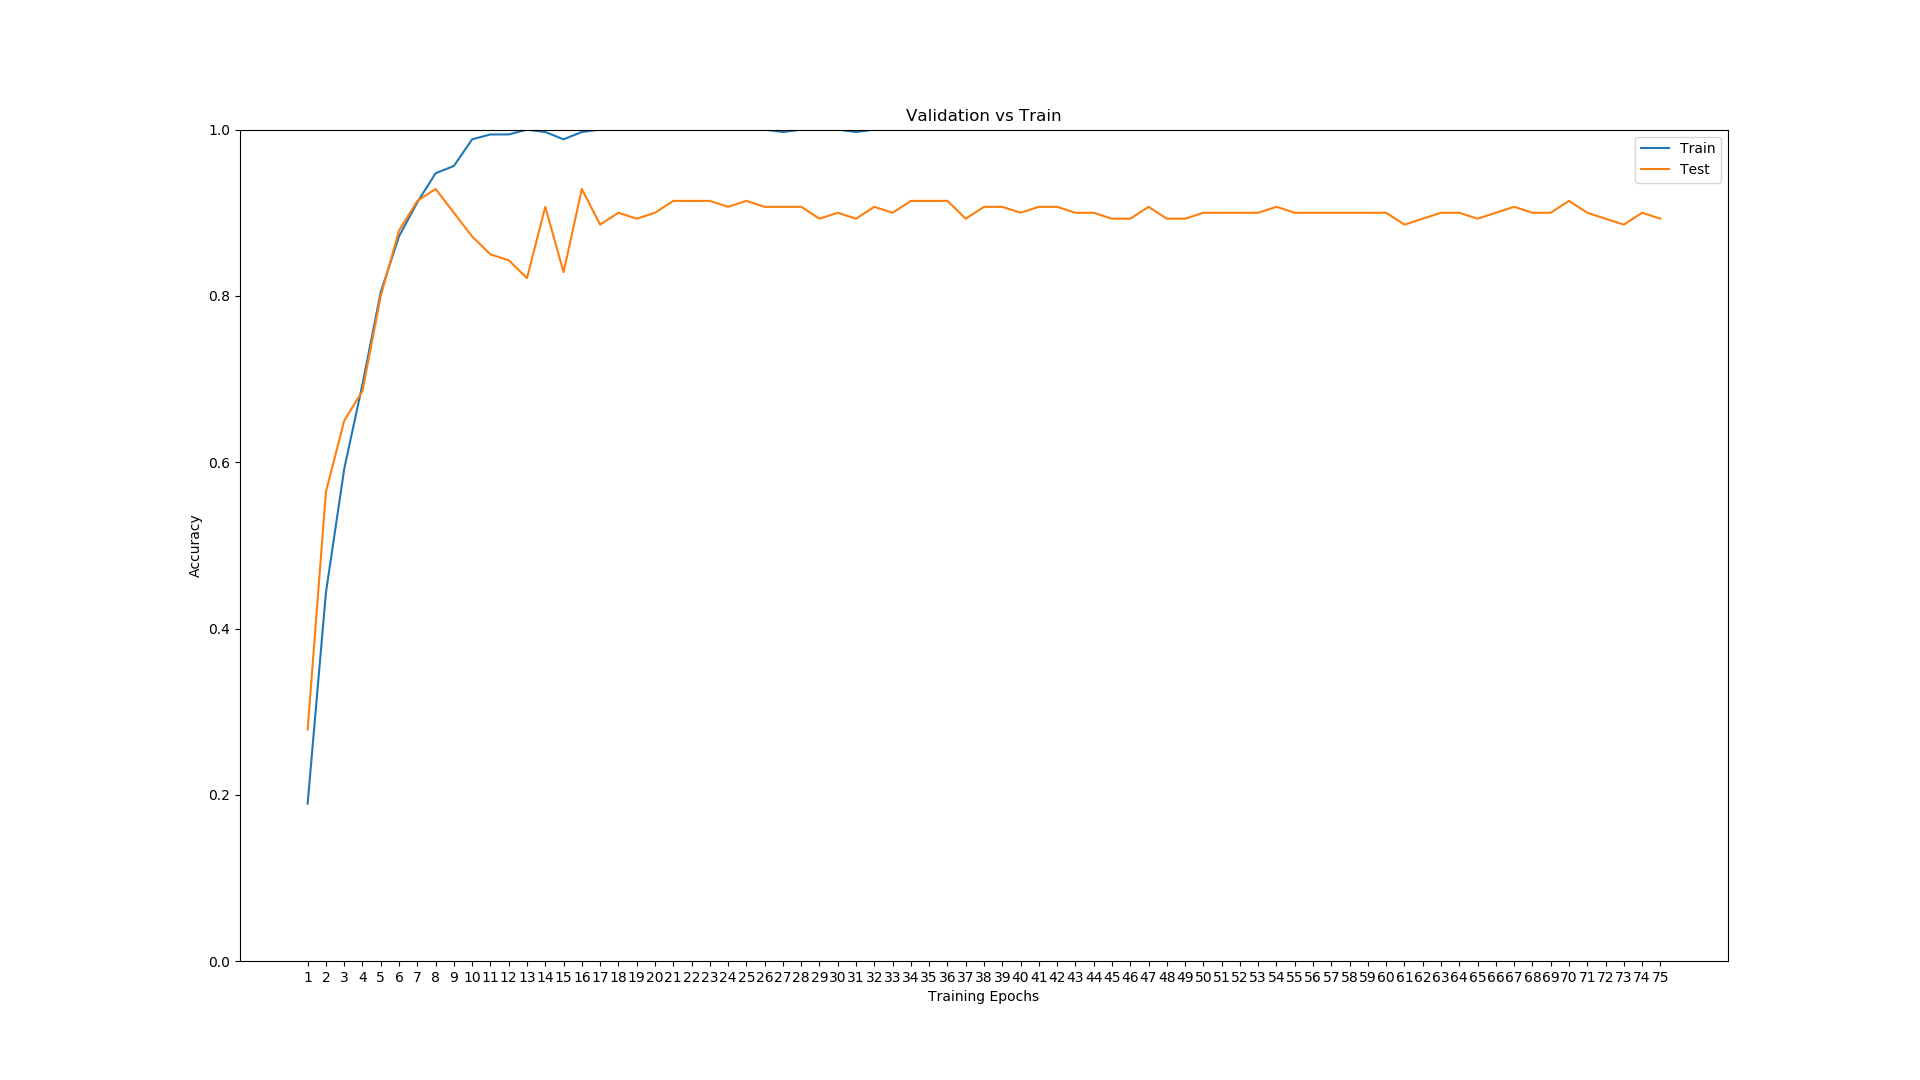 Validation vs Train
1.0
0.8
0.6
0.4
0.2
0.0
Accuracy
Train
Test
1 2 3 4 5 6 7 8 9 10 11 12 13 14 15 16 17 18 19 20 21 22 23 24 25 26 27 28 29 30 31 32 33 34 35 36 37 38 39 40 41 42 43 44 45 46 47 48 49 50 51 52 53 54 55 56 57 58 59 60 61 62 63 64 65 66 67 68 69 70 71 72 73 74 75
Training Epochs